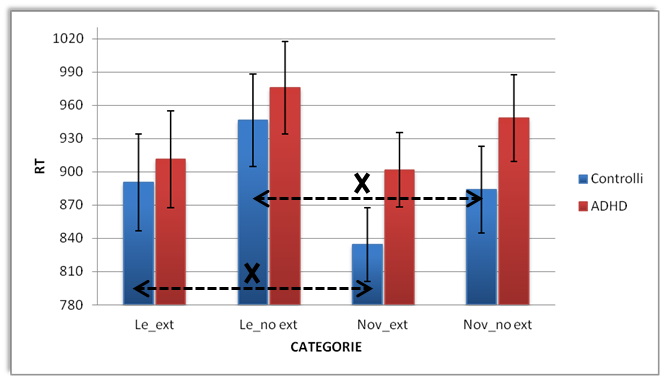 1020
990
960
930
900
870
840
810
780
RT
X
X
Le_ext
Le_no ext
Nov_ext
Nov_no ext
CATEGORIE
Controlli
ADHD